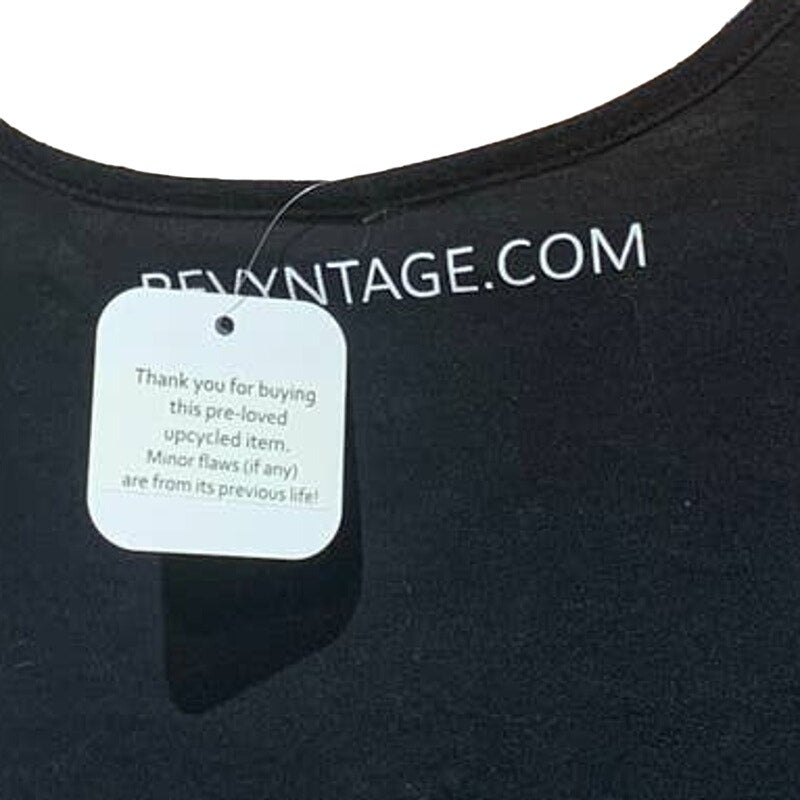 REVYNTAGE.COM
Thank you for buying
this pre-loved
upcycled item.
Minor flaws (if any)
are from its previous life!